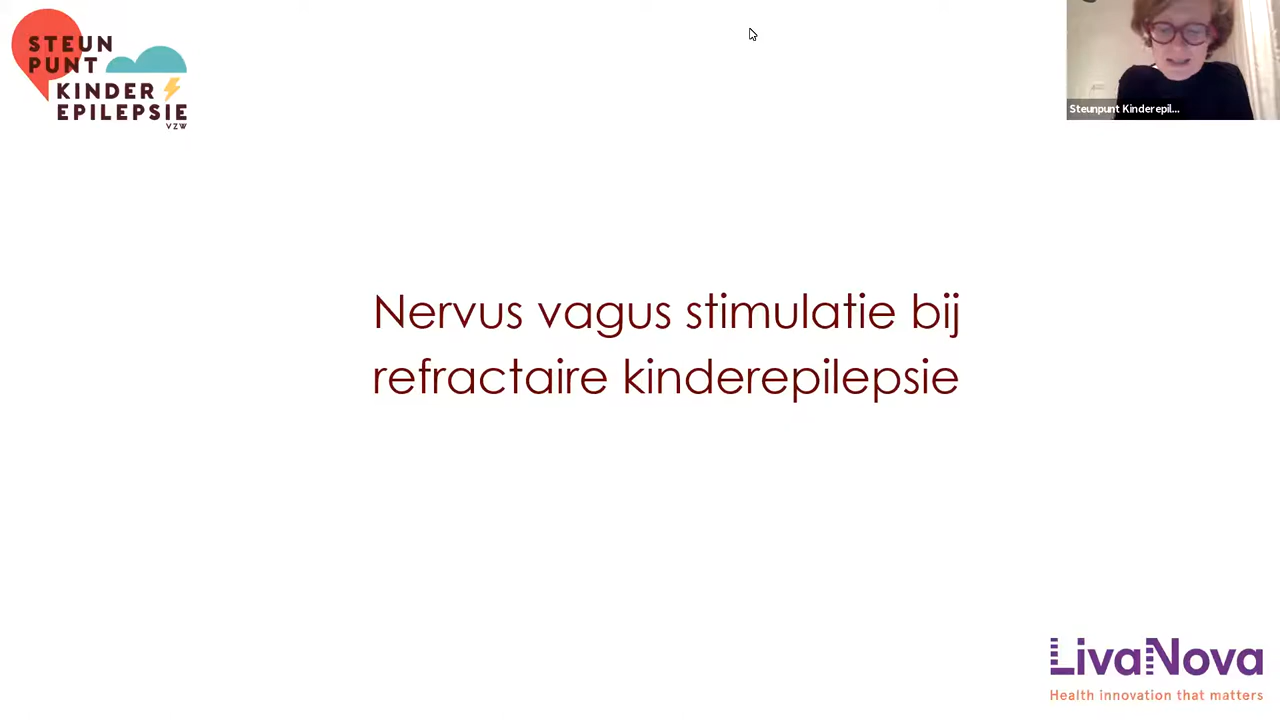 STEUN
PUNT
KINDER
EPILEPSIE
VZW
Steunpunt Kinderepil...
Nervus vagus stimulatie bij
refractaire kinderepilepsie
LivaNova
Health innovation that matters